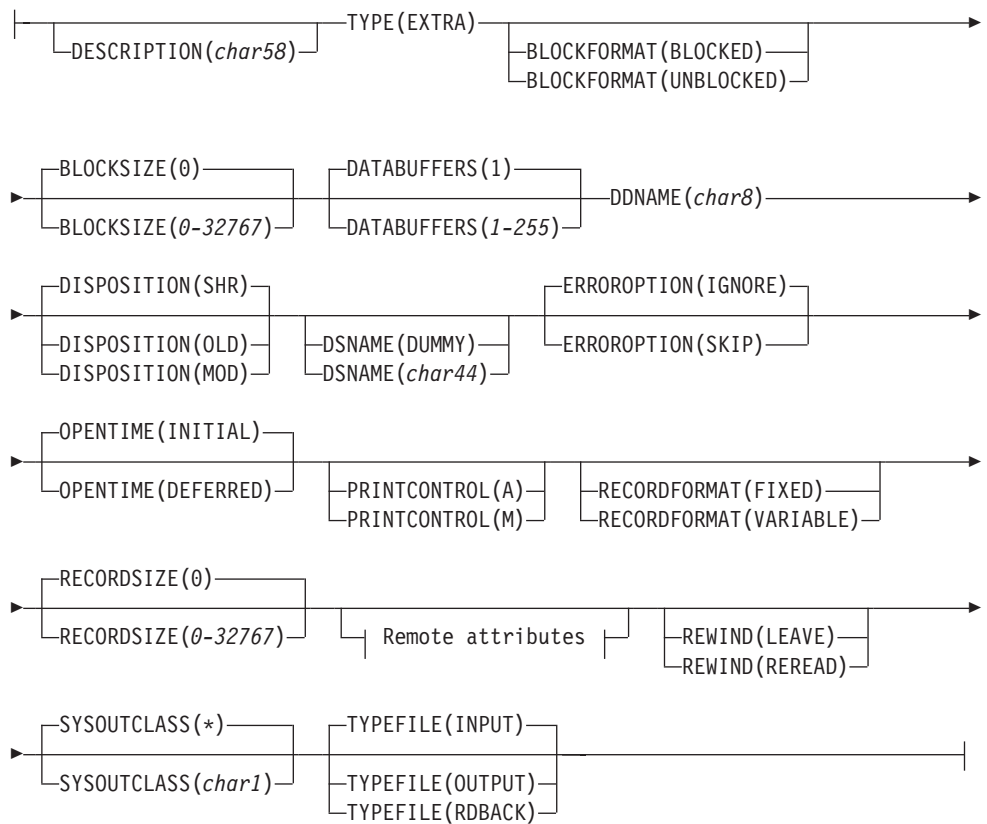 TYPE(EXTRA)
DESCRIPTION(char58)
BLOCKFORMAT(BLOCKED)
BLOCKFORMAT(UNBLOCKED)
BLOCKSIZE(0)
BLOCKSIZE(0-32767)
DATABUFFERS(1)
DATABUFFERS(1-255)
DDNAME(char8)
DISPOSITION(SHR)
DISPOSITION(OLD)
DISPOSITION(MOD)
DSNAME(DUMMY)
DSNAME(char44)
ERROROPTION(IGNORE)
ERROROPTION(SKIP)
OPENTIME(INITIAL)
OPENTIME(DEFERRED)
PRINTCONTROL(A)
PRINTCONTROL(M)
RECORDFORMAT(FIXED)
RECORDFORMAT(VARIABLE)
RECORDSIZE(0)
RECORDSIZE(0-32767)
Remote attributes
REWIND(LEAVE)
REWIND(REREAD)
SYSOUTCLASS(*)
SYSOUTCLASS(char1)
TYPEFILE(INPUT)
TYPEFILE(OUTPUT)
TYPEFILE(RDBACK)